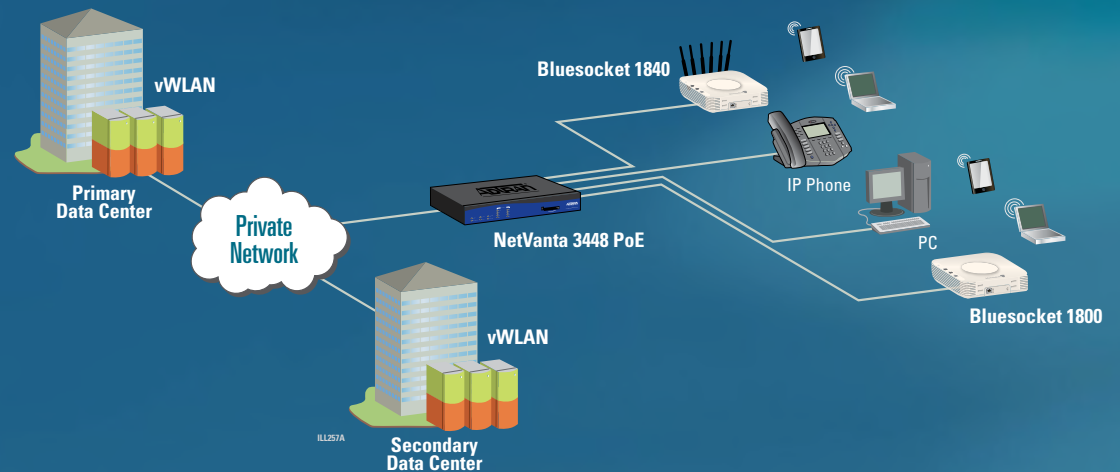 vWLAN
Primary
Data Center
Private
Network
Bluesocket 1840
IP Phone
PC
ADTRAN
NetVanta 3448 PoE
Bluesocket 1800
vWLAN
ILL257A
Secondary
Data Center